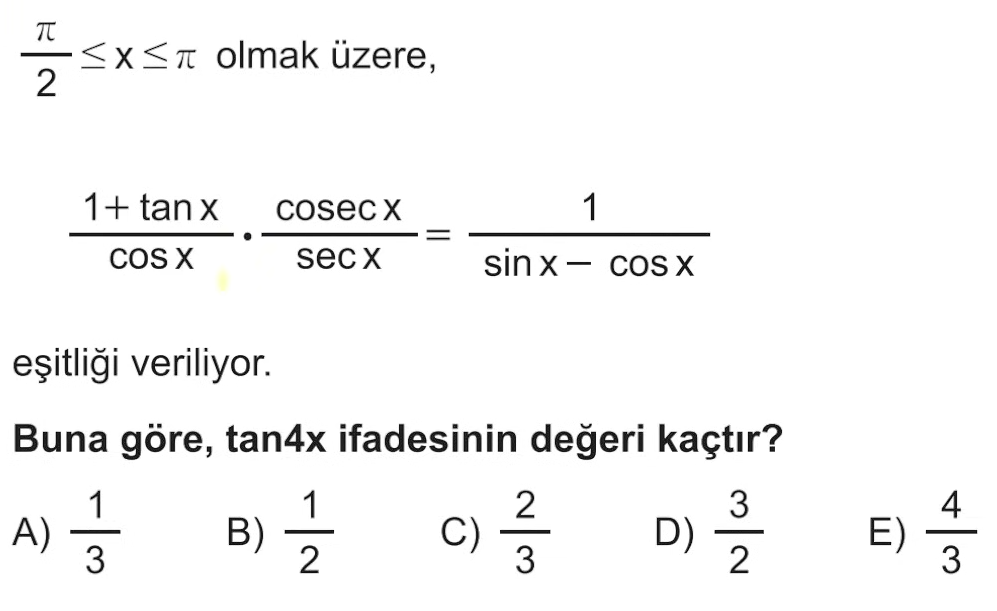 π/2 ≤ x ≤ π olmak üzere,
(1 + tan x)/(cos x) · (cosec x)/(sec x) = 1/(sin x − cos x)
eşitliği veriliyor.
Buna göre, tan4x ifadesinin değeri kaçtır?
A) 1/3 B) 1/2 C) 2/3 D) 3/2 E) 4/3